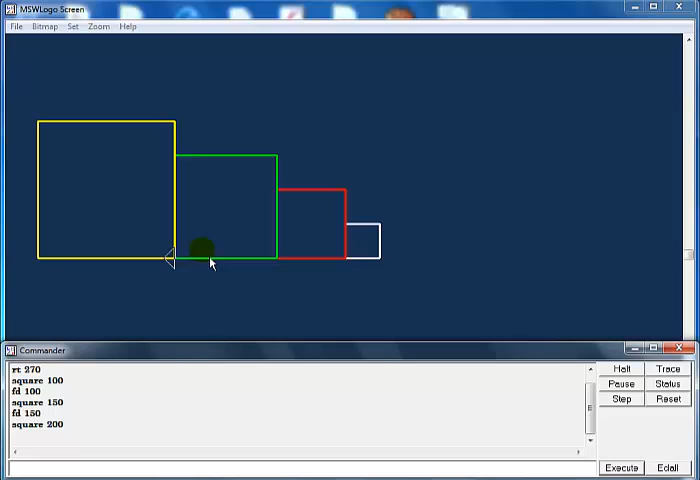 MSWLogo Screen
File Bitmap Set Zoom Help
Commander
rt 270
square 100
fd 100
square 150
fd 150
square 200
Halt Trace
Pause Status
Step Reset
Execute Edall